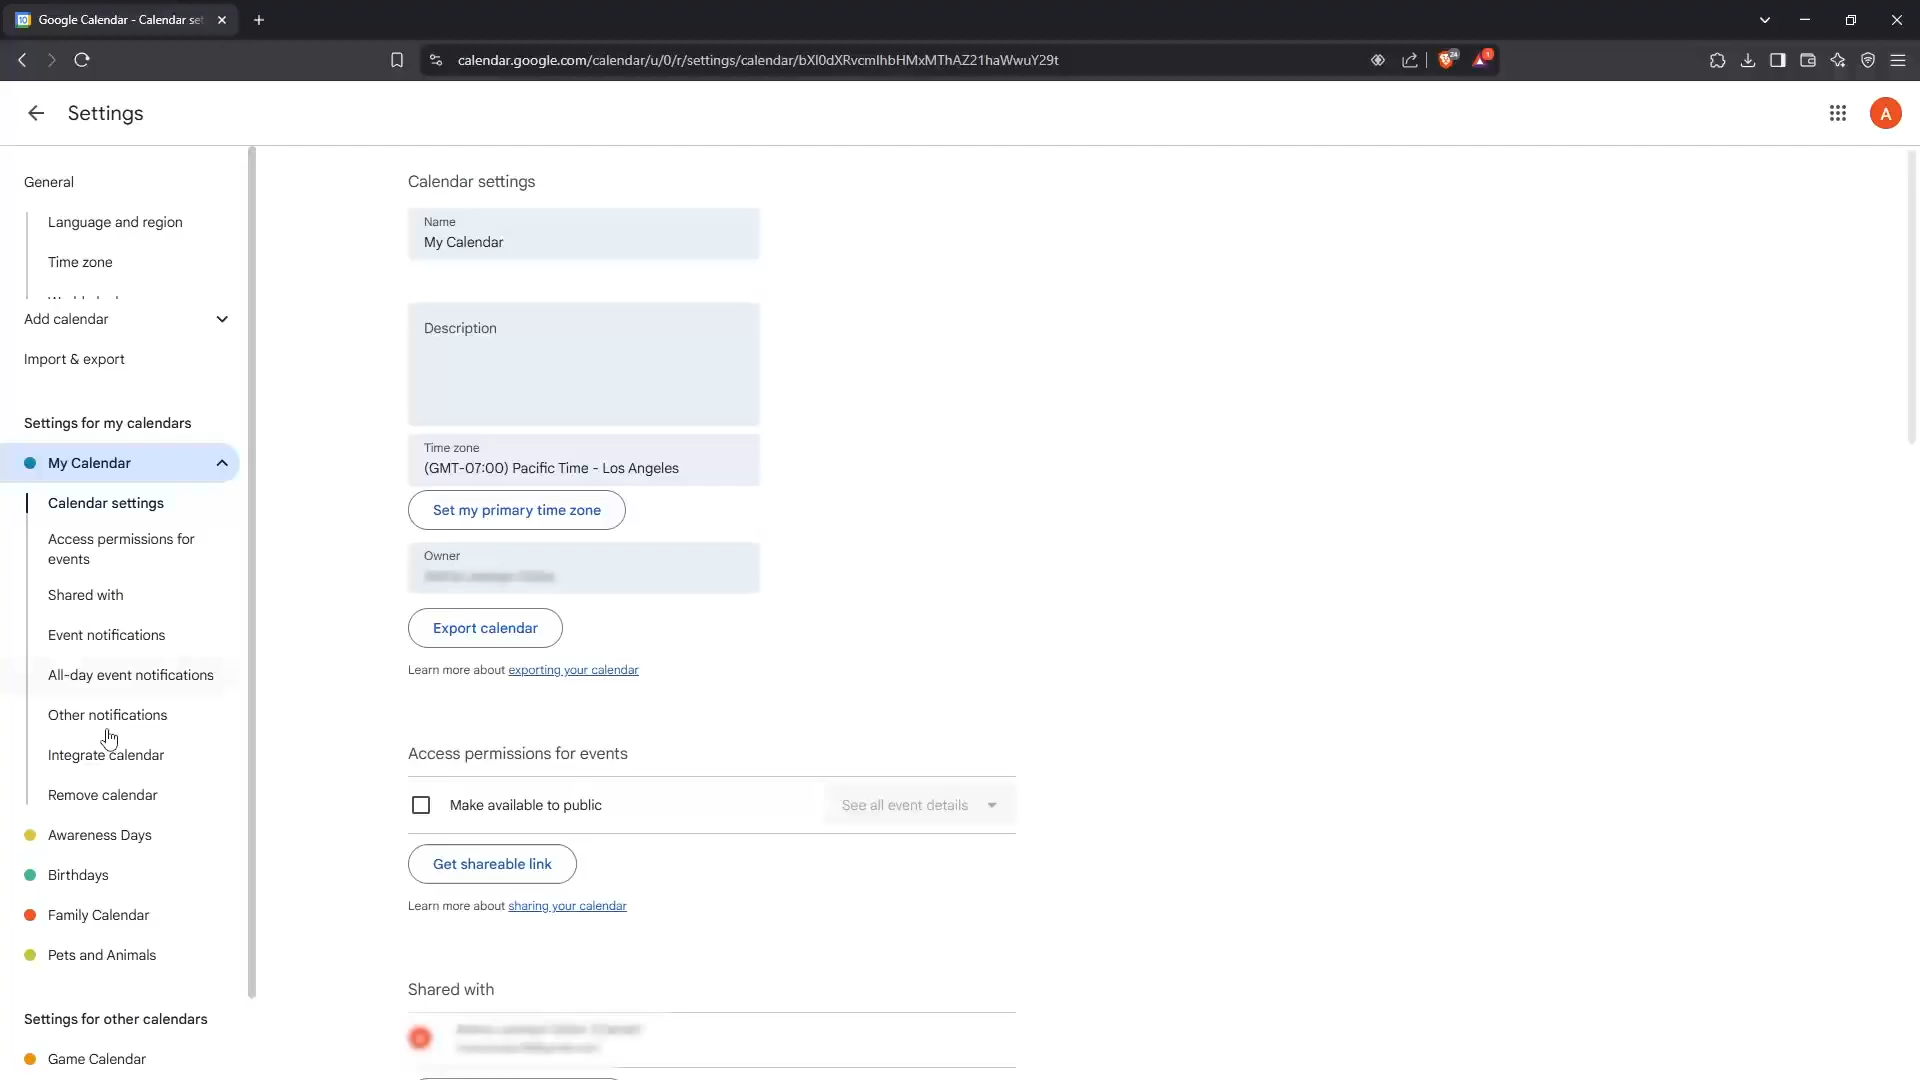 Google Calendar - Calendar set
calendar.google.com/calendar/u/0/r/settings/calendar/bXl0dXRvcmlhbHMxMThAZ21haWwuY29t
24
1
Settings
A
General
Language and region
Time zone
Add calendar
Import & export
Settings for my calendars
My Calendar
Calendar settings
Access permissions for
events
Shared with
Event notifications
All-day event notifications
Other notifications
Integrate calendar
Remove calendar
Awareness Days
Birthdays
Family Calendar
Pets and Animals
Settings for other calendars
Game Calendar
Calendar settings
Name
My Calendar
Description
Time zone
(GMT-07:00) Pacific Time - Los Angeles
Set my primary time zone
Owner
Export calendar
Learn more about exporting your calendar
Access permissions for events
Make available to public
See all event details
Get shareable link
Learn more about sharing your calendar
Shared with